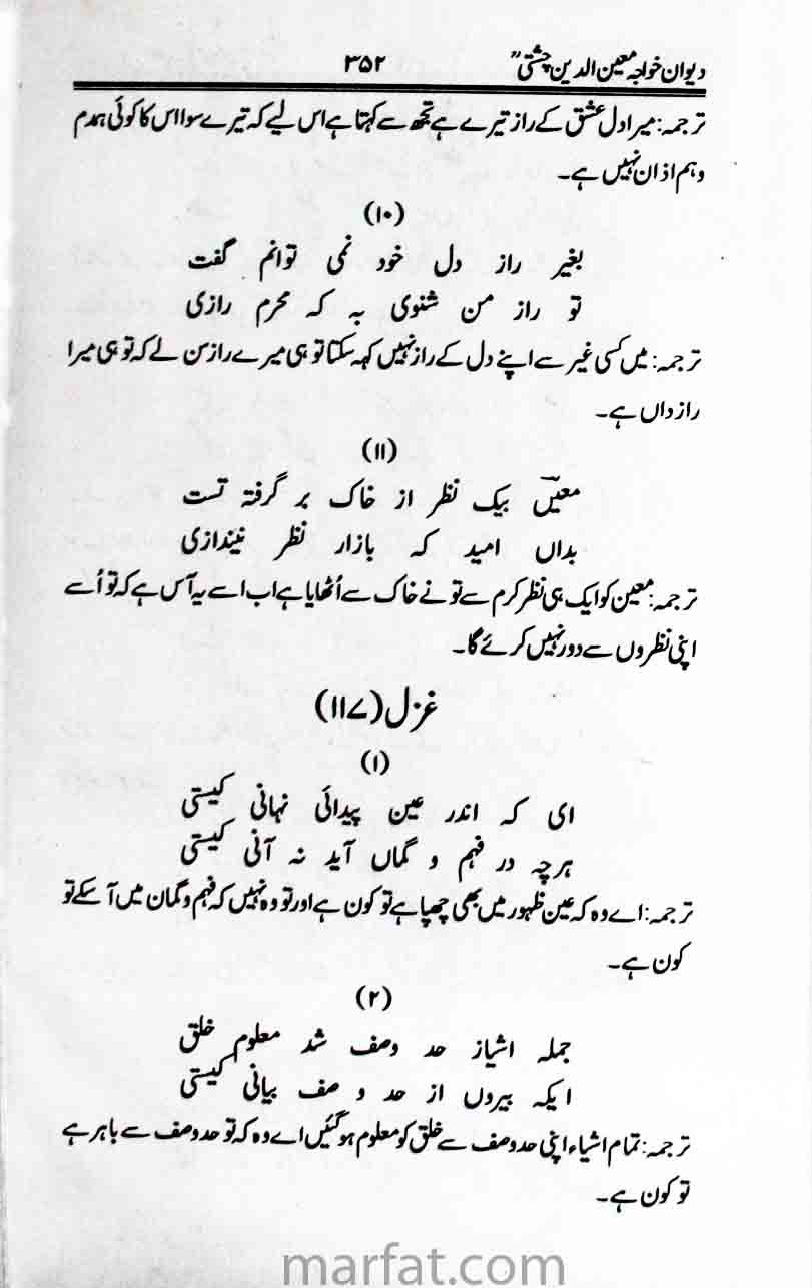 دیوان خواجہ معین الدین چشتیؒ ۳۵۲
ترجمہ: میرا دل عشق کے راز تیرے ہے تجھ سے کہتا ہے اس لیے کہ تیرے سوا اس کا کوئی ہمدم
وہم اذان نہیں ہے۔
(۱۰)
بغیر راز دل خود نمی توانم گفت
تو راز من شنوی بہ کہ محرم رازی
ترجمہ: میں کسی غیر سے اپنے دل کے راز نہیں کہہ سکتا تو ہی میرے راز سن لے کہ تو ہی میرا
رازداں ہے۔
(۱۱)
معیںؔ بیک نظر از خاک بر گرفتۂ تست
بداں امید کہ بازار نظر نیندازی
ترجمہ: معین کو ایک ہی نظر کرم سے تو نے خاک سے اُٹھایا ہے اب اسے یہ آس ہے کہ تو اُسے
اپنی نظروں سے دور نہیں کرئے گا۔
غزل (۱۱۷)
(۱)
ای کہ اندر عین پیدائی نہانی کیستی
ہرچہ در فہم و گماں آید نہ آنی کیستی
ترجمہ: اے وہ کہ عین ظہور میں بھی چھپا ہے تو کون ہے اور تو وہ نہیں کہ فہم و گمان میں آ سکے تو
کون ہے۔
(۲)
جملہ اشیاز حد وصف شد معلوم خلق
ایکہ بیروں از حد و صف بیانی کیستی
ترجمہ: تمام اشیاء اپنی حد وصف سے خلق کو معلوم ہو گئیں اے وہ کہ تو حد وصف سے باہر ہے
تو کون ہے۔
marfat.com